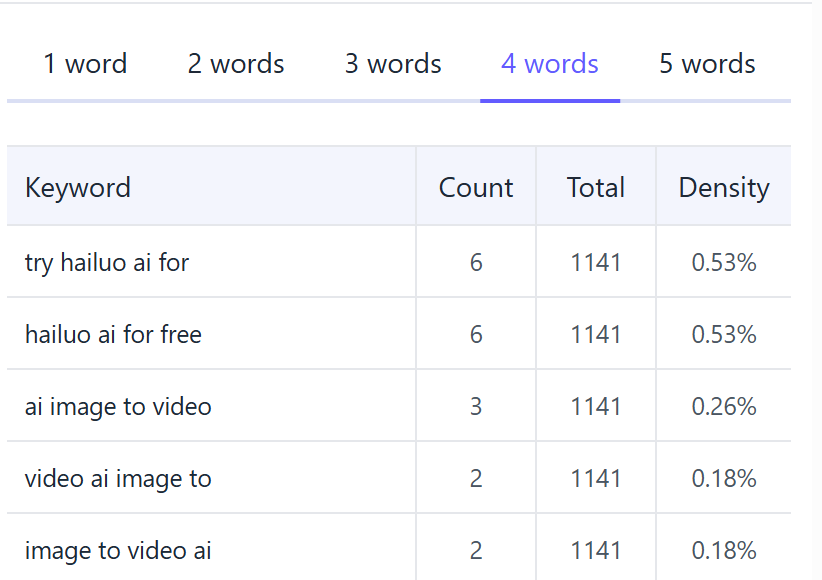 1 word 2 words 3 words 4 words 5 words
Keyword Count Total Density
try hailuo ai for 6 1141 0.53%
hailuo ai for free 6 1141 0.53%
ai image to video 3 1141 0.26%
video ai image to 2 1141 0.18%
image to video ai 2 1141 0.18%